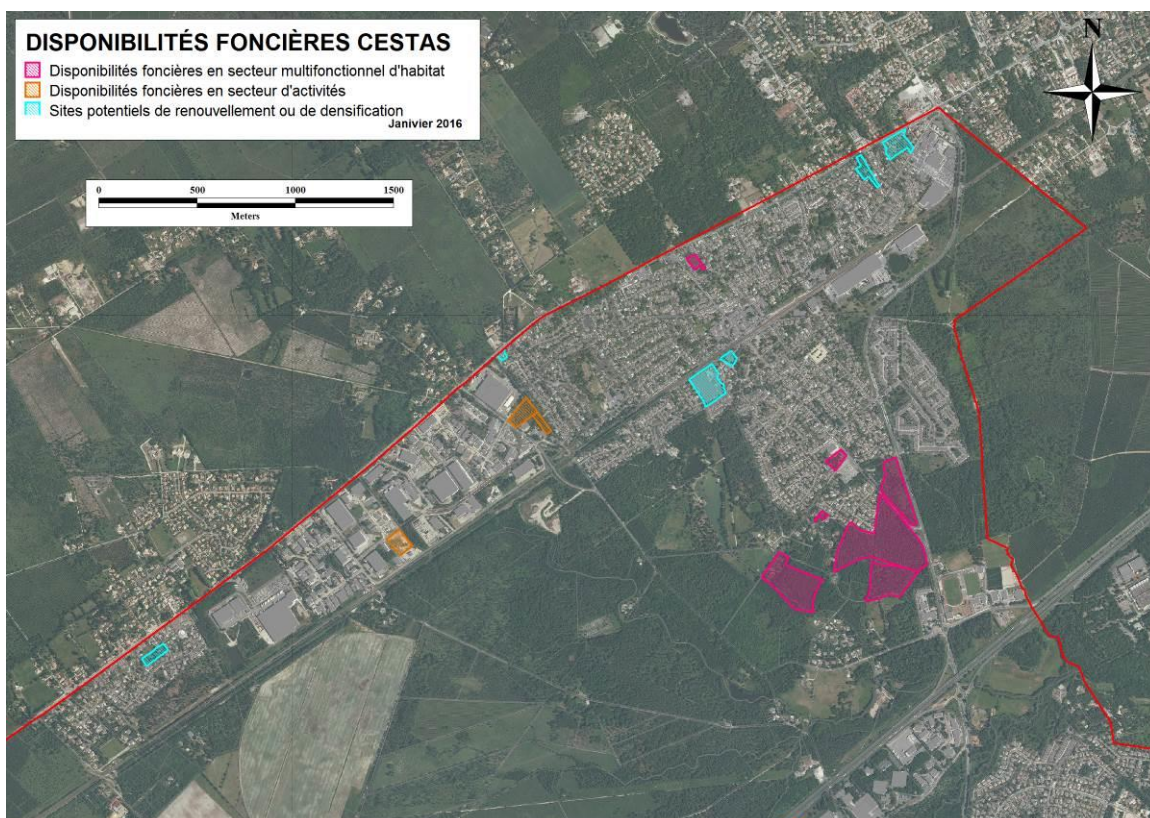 DISPONIBILITÉS FONCIÈRES CESTAS
Disponibilités foncières en secteur multifonctionnel d'habitat
Disponibilités foncières en secteur d'activités
Sites potentiels de renouvellement ou de densification
Janivier 2016
N
0 500 1000 1500
Meters